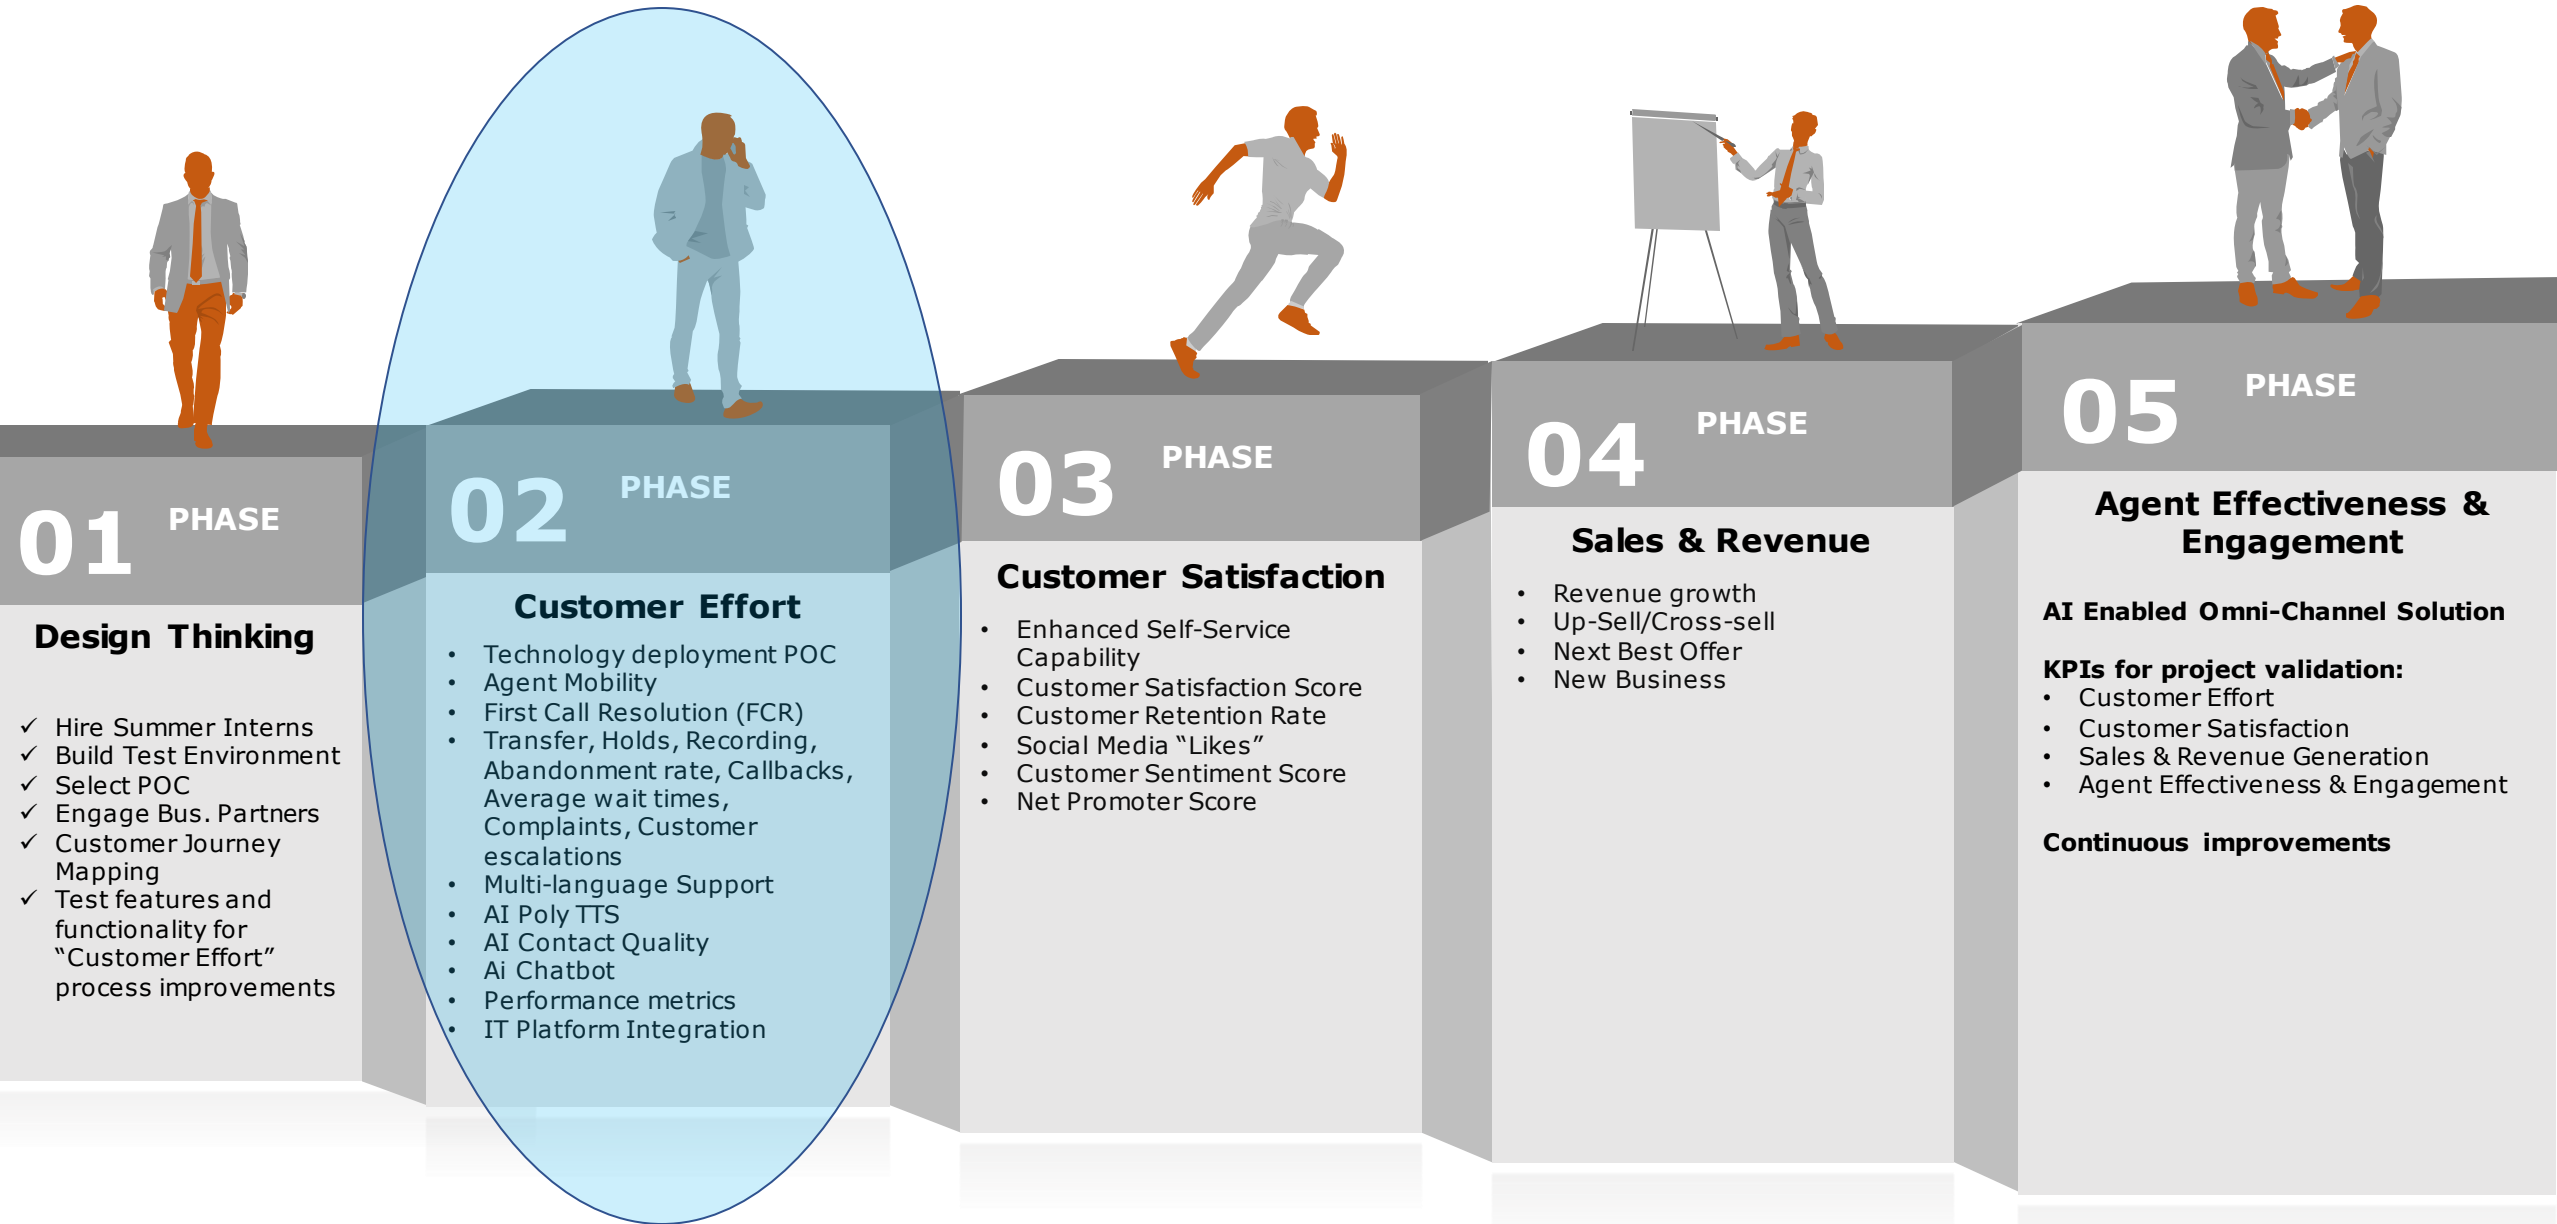 01 PHASE
Design Thinking
✓ Hire Summer Interns
✓ Build Test Environment
✓ Select POC
✓ Engage Bus. Partners
✓ Customer Journey
Mapping
✓ Test features and
functionality for
“Customer Effort”
process improvements
02 PHASE
Customer Effort
• Technology deployment POC
• Agent Mobility
• First Call Resolution (FCR)
• Transfer, Holds, Recording,
Abandonment rate, Callbacks,
Average wait times,
Complaints, Customer
escalations
• Multi-language Support
• AI Poly TTS
• AI Contact Quality
• Ai Chatbot
• Performance metrics
• IT Platform Integration
03 PHASE
Customer Satisfaction
• Enhanced Self-Service
Capability
• Customer Satisfaction Score
• Customer Retention Rate
• Social Media “Likes”
• Customer Sentiment Score
• Net Promoter Score
04 PHASE
Sales & Revenue
• Revenue growth
• Up-Sell/Cross-sell
• Next Best Offer
• New Business
05 PHASE
Agent Effectiveness &
Engagement
AI Enabled Omni-Channel Solution
KPIs for project validation:
• Customer Effort
• Customer Satisfaction
• Sales & Revenue Generation
• Agent Effectiveness & Engagement
Continuous improvements